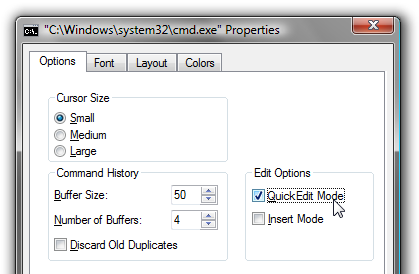 "C:\Windows\system32\cmd.exe" Properties
Options Font Layout Colors
Cursor Size
Small
Medium
Large
Command History
Buffer Size: 50
Number of Buffers: 4
Discard Old Duplicates
Edit Options
QuickEdit Mode
Insert Mode